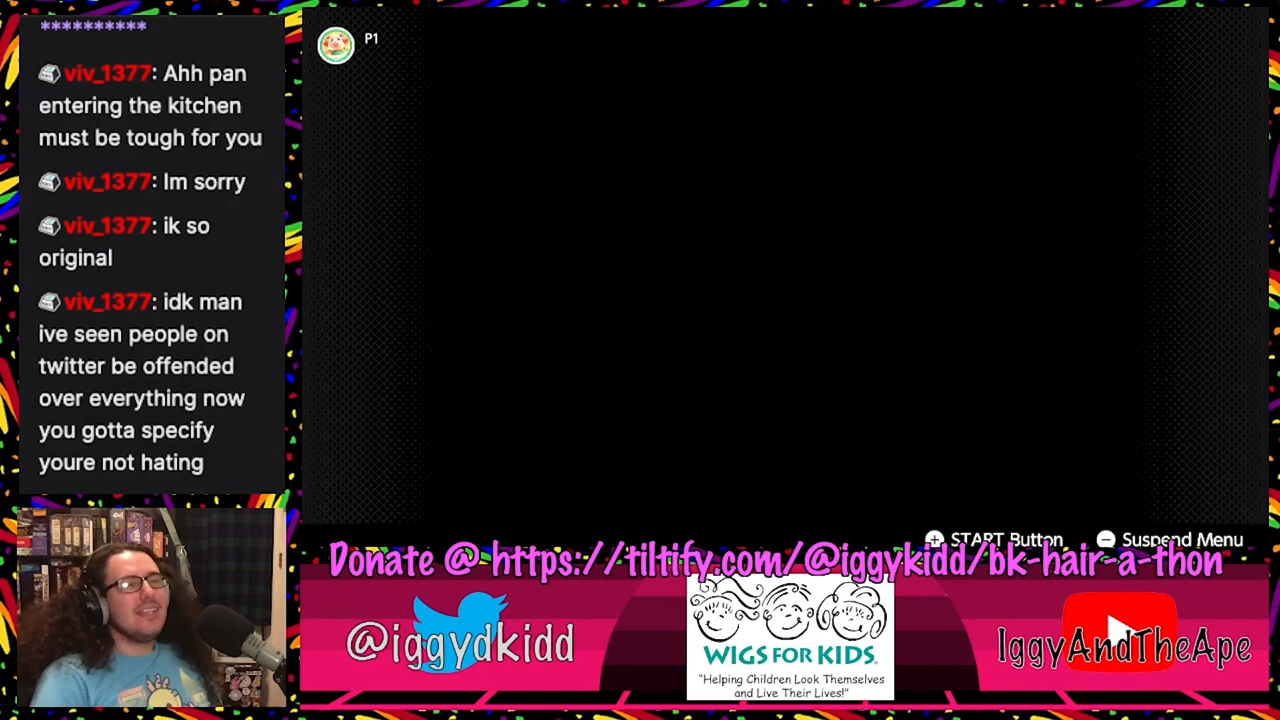 **********
viv_1377: Ahh pan
entering the kitchen
must be tough for you
viv_1377: Im sorry
viv_1377: ik so
original
viv_1377: idk man
ive seen people on
twitter be offended
over everything now
you gotta specify
youre not hating
P1
START Button
Suspend Menu
Donate @ https://tiltify.com/@iggykidd/bk-hair-a-thon
@iggydkidd
WIGS FOR KIDS.
"Helping Children Look Themselves
and Live Their Lives!"
IggyAndTheApe